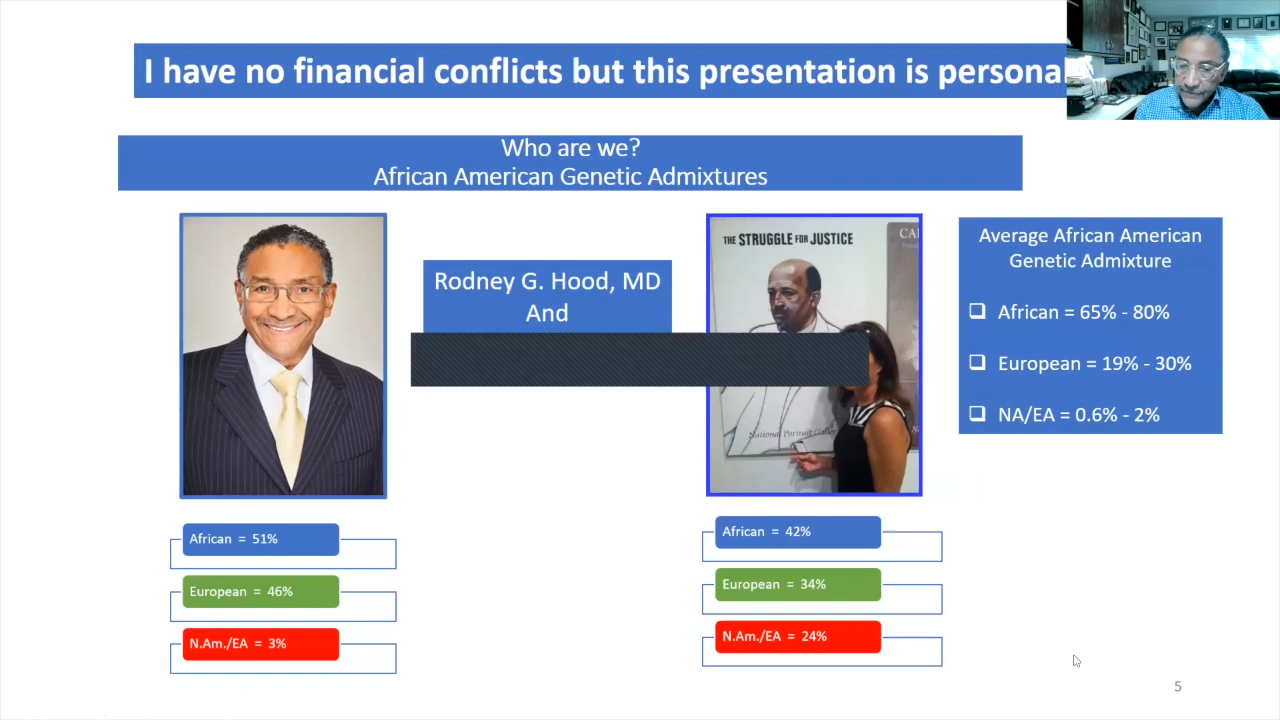 I have no financial conflicts but this presentation is persona
Who are we?
African American Genetic Admixtures
THE STRUGGLE FOR JUSTICE
Rodney G. Hood, MD
And
National Portrait
Average African American
Genetic Admixture
African = 65% - 80%
European = 19% - 30%
NA/EA = 0.6% - 2%
African = 51%
European = 46%
N.Am./EA = 3%
African = 42%
European = 34%
N.Am./EA = 24%
5